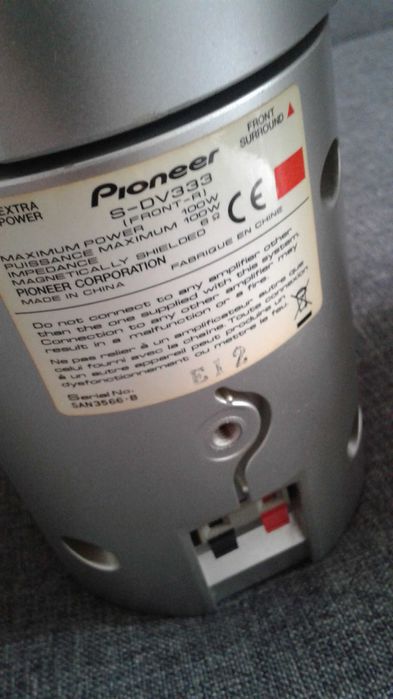 EXTRA
POWER
FRONT
SURROUND
Pioneer
S-DV333
(FRONT-R)
MAXIMUM POWER 100W
PUISSANCE MAXIMUM 100W
IMPEDANCE 6 Ω
MAGNETICALLY SHIELDED
PIONEER CORPORATION FABRIQUE EN CHINE
MADE IN CHINA
CE
Do not connect to any amplifier other
than the one supplied with this system.
Connection to any other amplifier may
result in a malfunction or a fire.
Ne pas relier à un amplificateur autre que
celui fourni avec la chaîne. Toute connexion
à un autre appareil peut produire un
dysfonctionnement ou mettre le feu.
E12
Serial No.
SAN3566-B